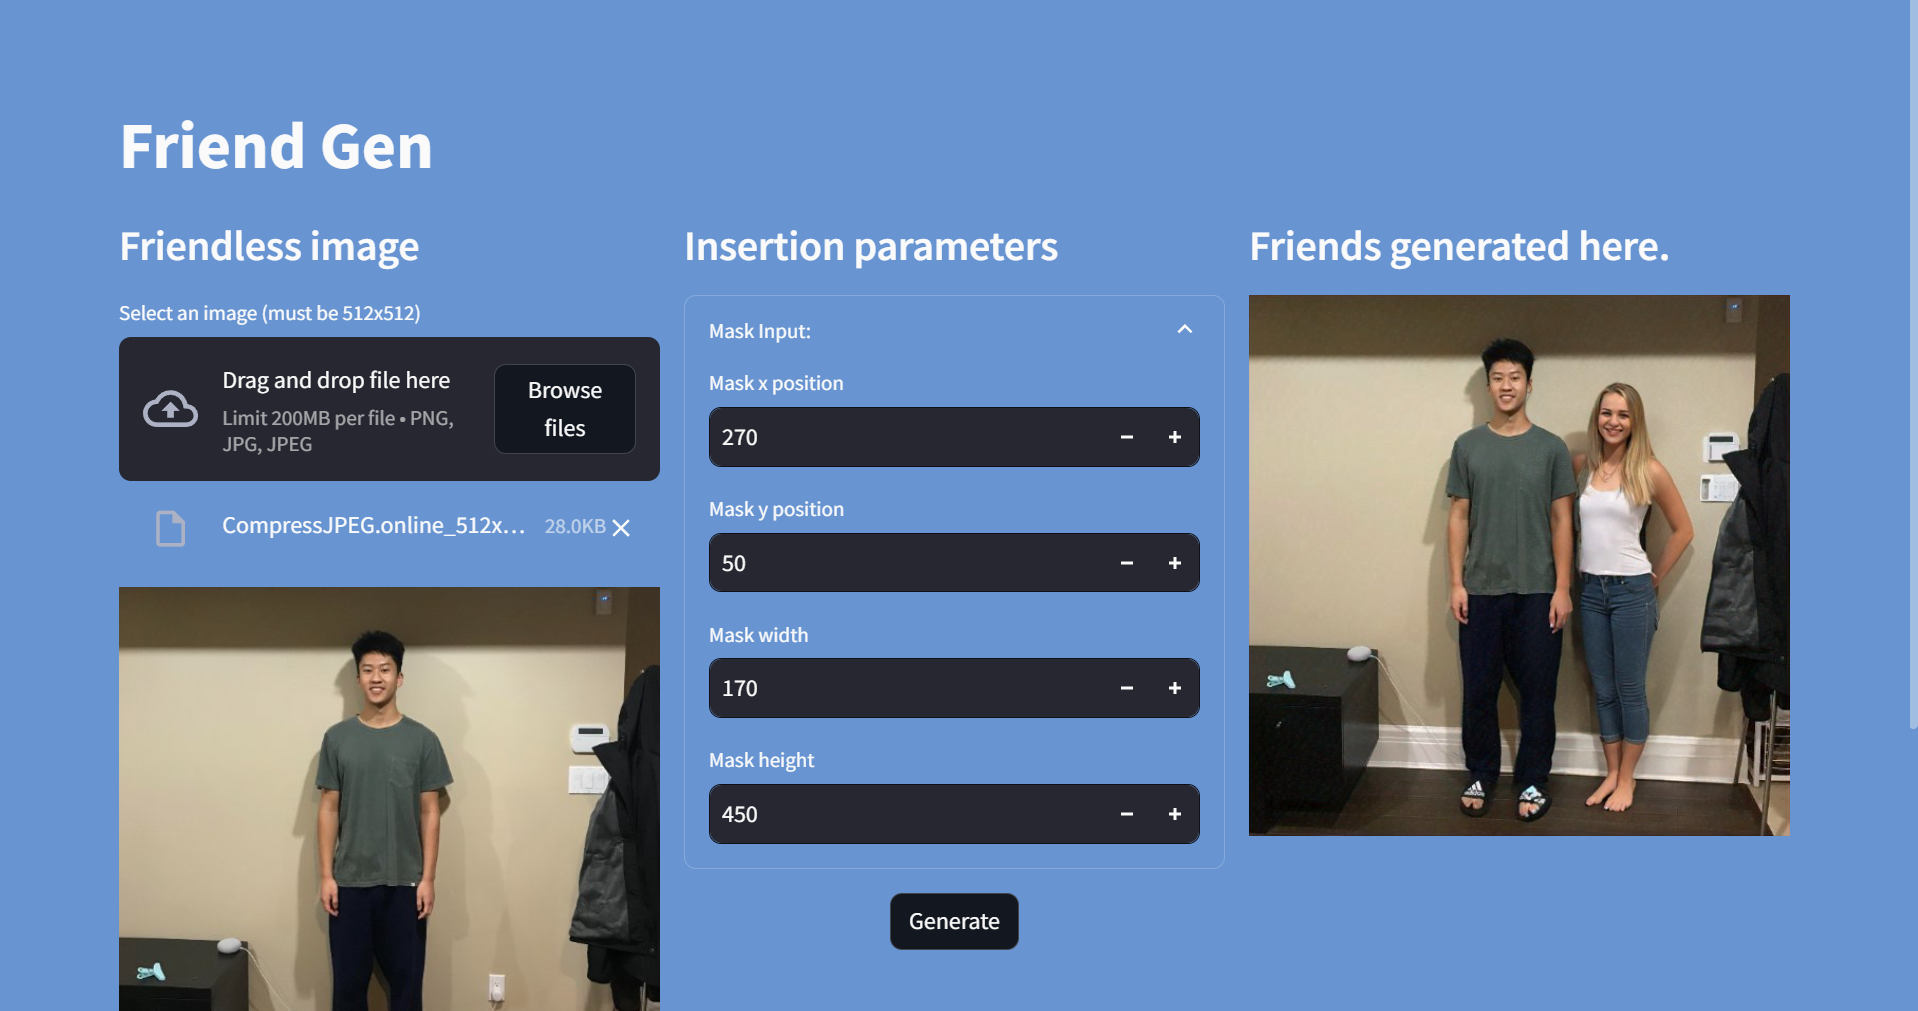 Friend Gen
Friendless image
Select an image (must be 512x512)
Drag and drop file here
Limit 200MB per file • PNG,
JPG, JPEG
Browse
files
CompressJPEG.online_512x...
28.0KB
Insertion parameters
Mask Input:
Mask x position
270
Mask y position
50
Mask width
170
Mask height
450
Generate
Friends generated here.
adidas